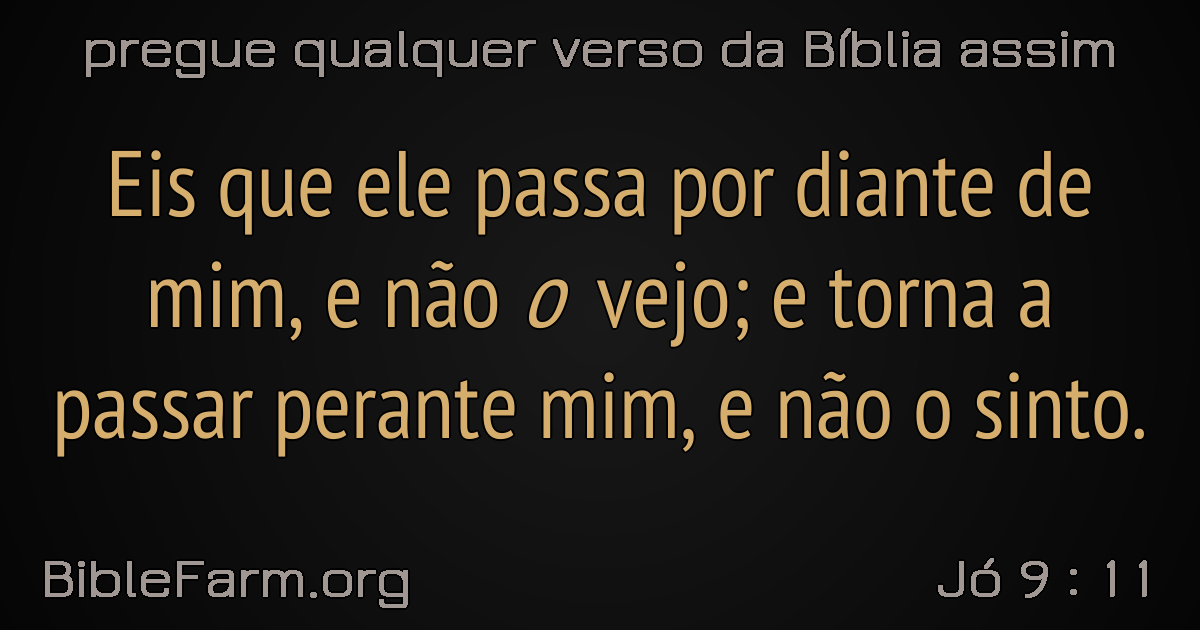 pregue qualquer verso da Bíblia assim
Eis que ele passa por diante de
mim, e não o vejo; e torna a
passar perante mim, e não o sinto.
BibleFarm.org
Jó 9 : 11